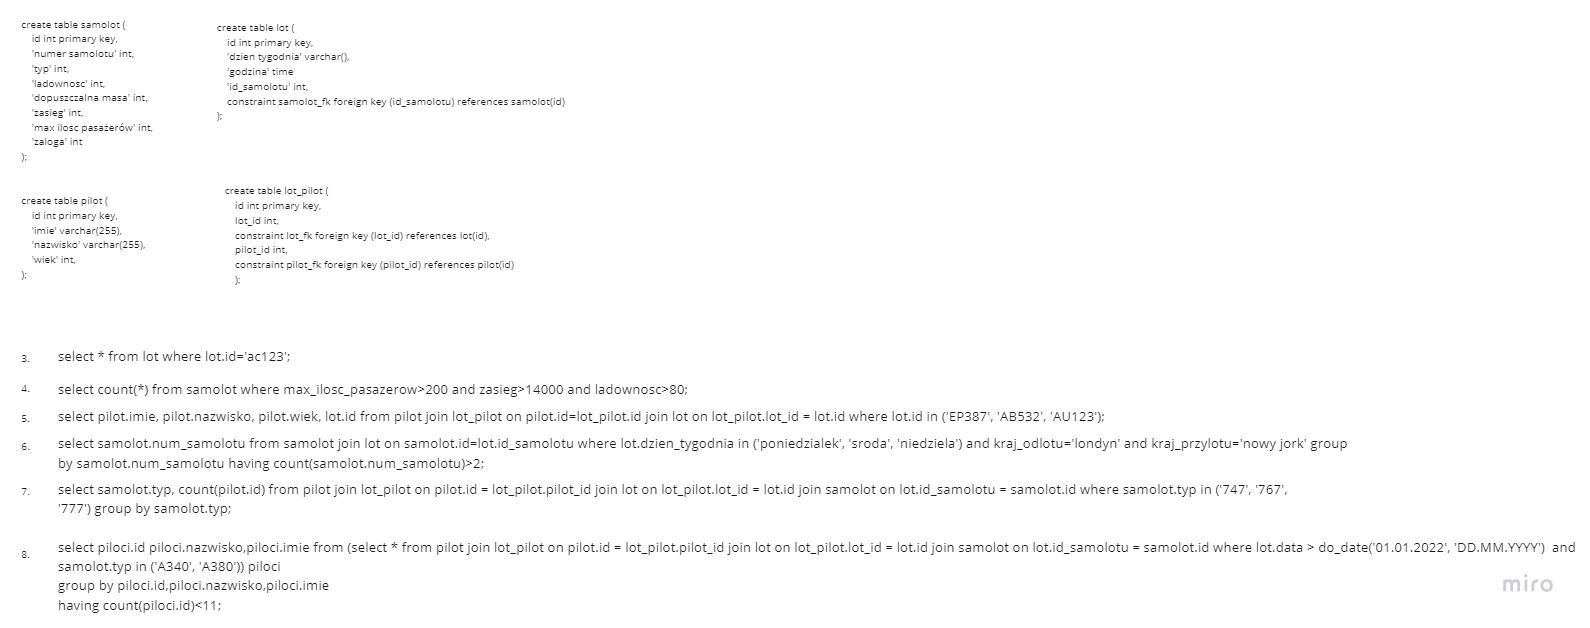 create table samolot (
id int primary key,
'numer samolotu' int,
'typ' int,
'ladownosc' int,
'dopuszczalna masa' int,
'zasieg' int,
'max ilosc pasażerów' int,
'zaloga' int
);
create table lot (
id int primary key,
'dzien tygodnia' varchar(),
'godzina' time
'id_samolotu' int,
constraint samolot_fk foreign key (id_samolotu) references samolot(id)
);
create table pilot (
id int primary key,
'imie' varchar(255),
'nazwisko' varchar(255),
'wiek' int,
);
create table lot_pilot (
id int primary key,
lot_id int,
constraint lot_fk foreign key (lot_id) references lot(id),
pilot_id int,
constraint pilot_fk foreign key (pilot_id) references pilot(id)
);
3. select * from lot where lot.id='ac123';
4. select count(*) from samolot where max_ilosc_pasazerow>200 and zasieg>14000 and ladownosc>80;
5. select pilot.imie, pilot.nazwisko, pilot.wiek, lot.id from pilot join lot_pilot on pilot.id=lot_pilot.id join lot on lot_pilot.lot_id = lot.id where lot.id in ('EP387', 'AB532', 'AU123');
6. select samolot.num_samolotu from samolot join lot on samolot.id=lot.id_samolotu where lot.dzien_tygodnia in ('poniedzialek', 'sroda', 'niedziela') and kraj_odlotu='londyn' and kraj_przylotu='nowy jork' group
by samolot.num_samolotu having count(samolot.num_samolotu)>2;
7. select samolot.typ, count(pilot.id) from pilot join lot_pilot on pilot.id = lot_pilot.pilot_id join lot on lot_pilot.lot_id = lot.id join samolot on lot.id_samolotu = samolot.id where samolot.typ in ('747', '767',
'777') group by samolot.typ;
8. select piloci.id piloci.nazwisko,piloci.imie from (select * from pilot join lot_pilot on pilot.id = lot_pilot.pilot_id join lot on lot_pilot.lot_id = lot.id join samolot on lot.id_samolotu = samolot.id where lot.data > do_date('01.01.2022', 'DD.MM.YYYY') and
samolot.typ in ('A340', 'A380')) piloci
group by piloci.id,piloci.nazwisko,piloci.imie
having count(piloci.id)<11;
miro